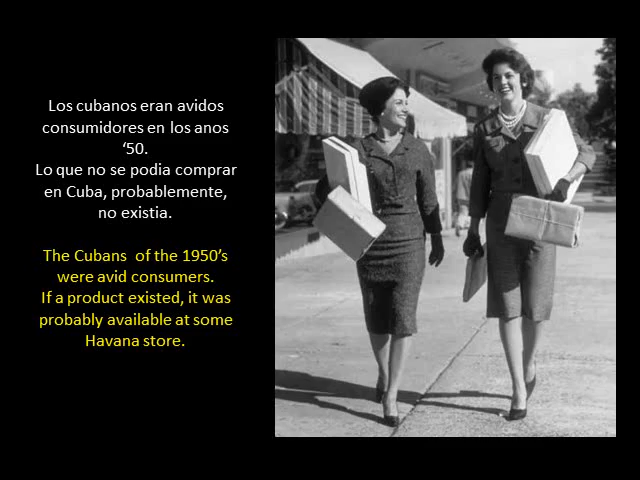 Los cubanos eran avidos
consumidores en los anos
‘50.
Lo que no se podia comprar
en Cuba, probablemente,
no existia.
The Cubans of the 1950’s
were avid consumers.
If a product existed, it was
probably available at some
Havana store.